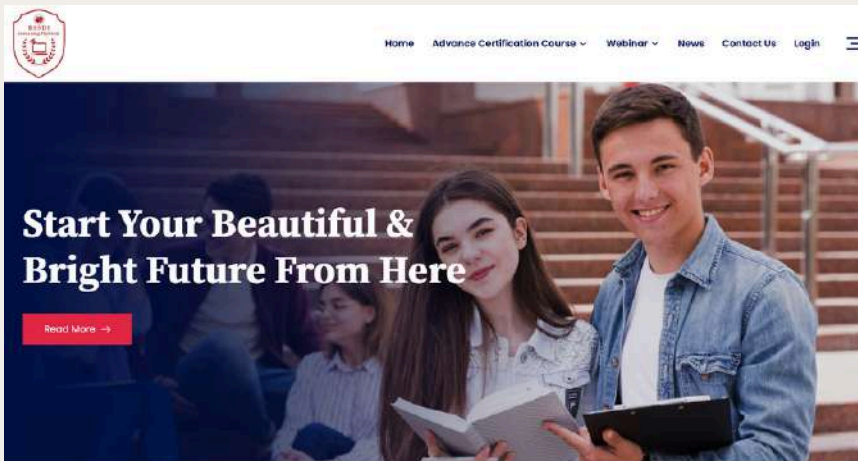 Home Advance Certification Course Webinar News Contact Us Login
Start Your Beautiful &
Bright Future From Here
Read More →